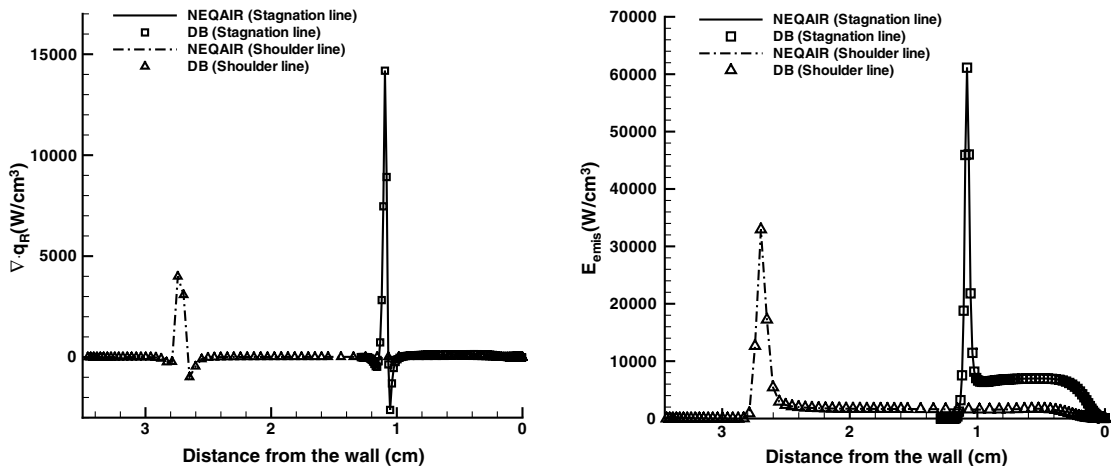 NEQAIR (Stagnation line)
DB (Stagnation line)
NEQAIR (Shoulder line)
DB (Shoulder line)
15000
10000
5000
0
∇·q_R(W/cm³)
3
2
1
0
Distance from the wall (cm)
NEQAIR (Stagnation line)
DB (Stagnation line)
NEQAIR (Shoulder line)
DB (Shoulder line)
70000
60000
50000
40000
30000
20000
10000
0
E_emis(W/cm³)
3
2
1
0
Distance from the wall (cm)